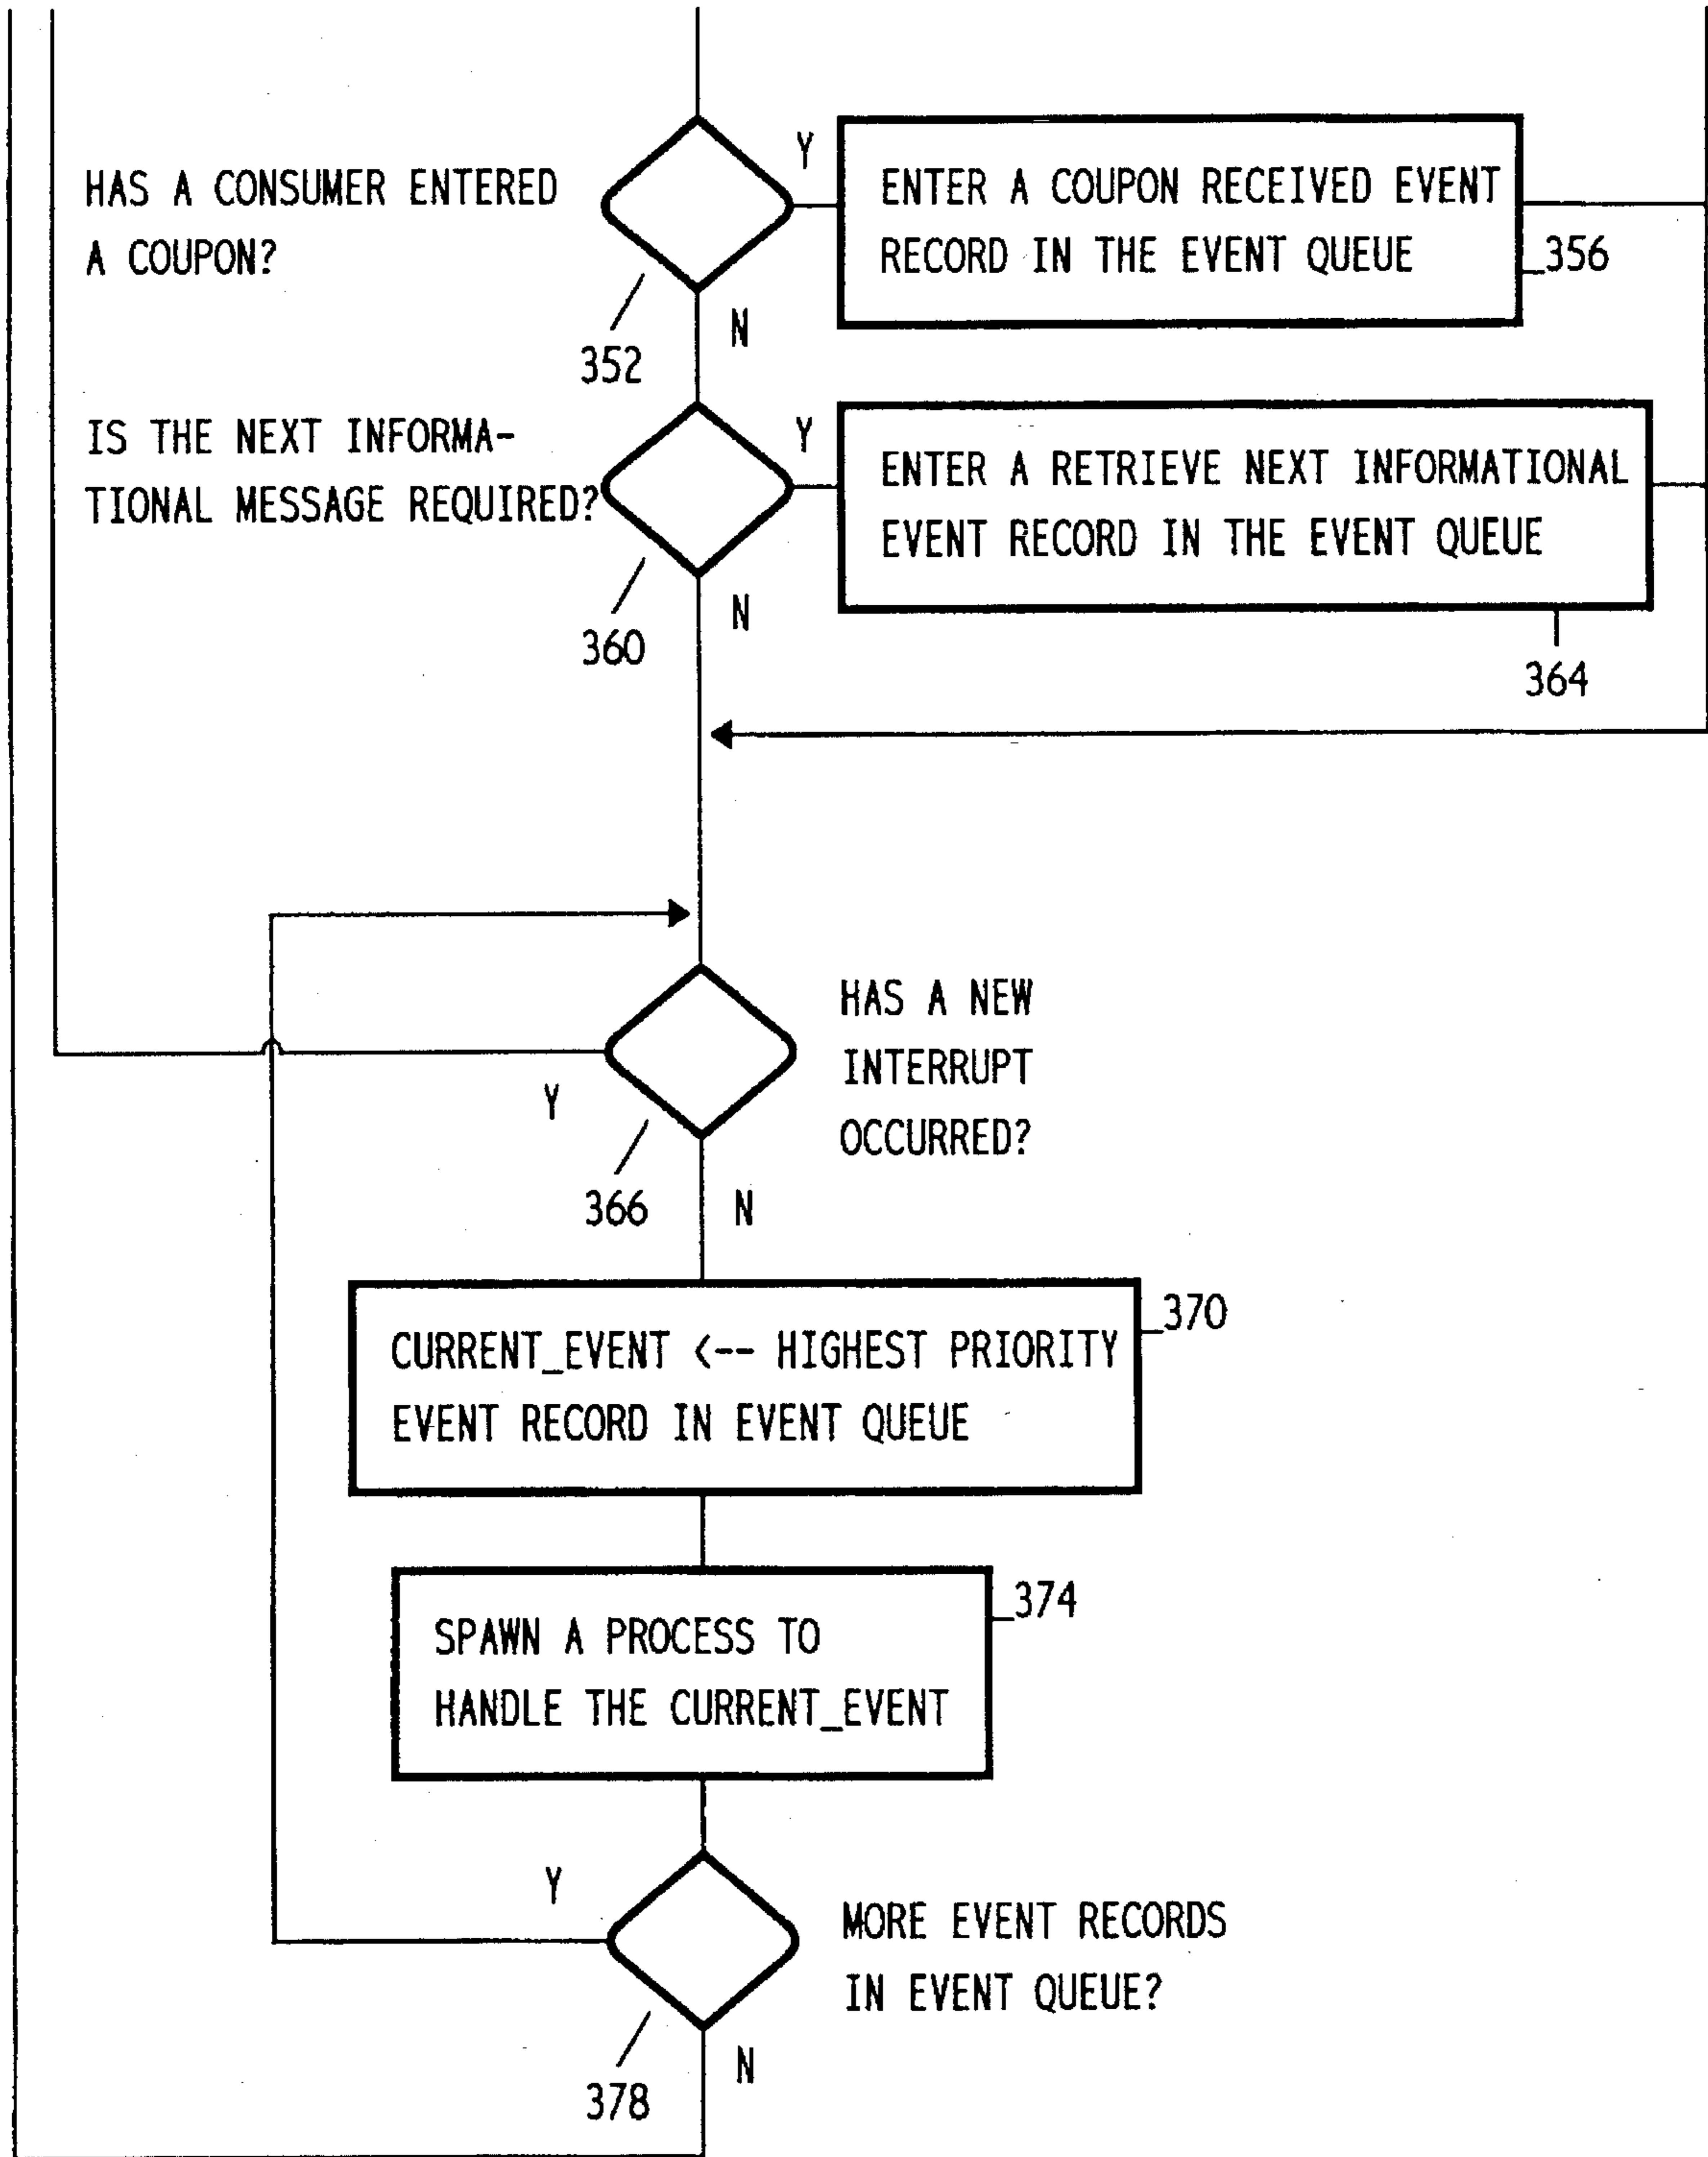 HAS A CONSUMER ENTERED
A COUPON?
352
Y
N
ENTER A COUPON RECEIVED EVENT
RECORD IN THE EVENT QUEUE
356
IS THE NEXT INFORMA-
TIONAL MESSAGE REQUIRED?
360
Y
N
ENTER A RETRIEVE NEXT INFORMATIONAL
EVENT RECORD IN THE EVENT QUEUE
364
HAS A NEW
INTERRUPT
OCCURRED?
Y
366
N
CURRENT_EVENT <-- HIGHEST PRIORITY
EVENT RECORD IN EVENT QUEUE
370
SPAWN A PROCESS TO
HANDLE THE CURRENT_EVENT
374
Y
MORE EVENT RECORDS
IN EVENT QUEUE?
378
N